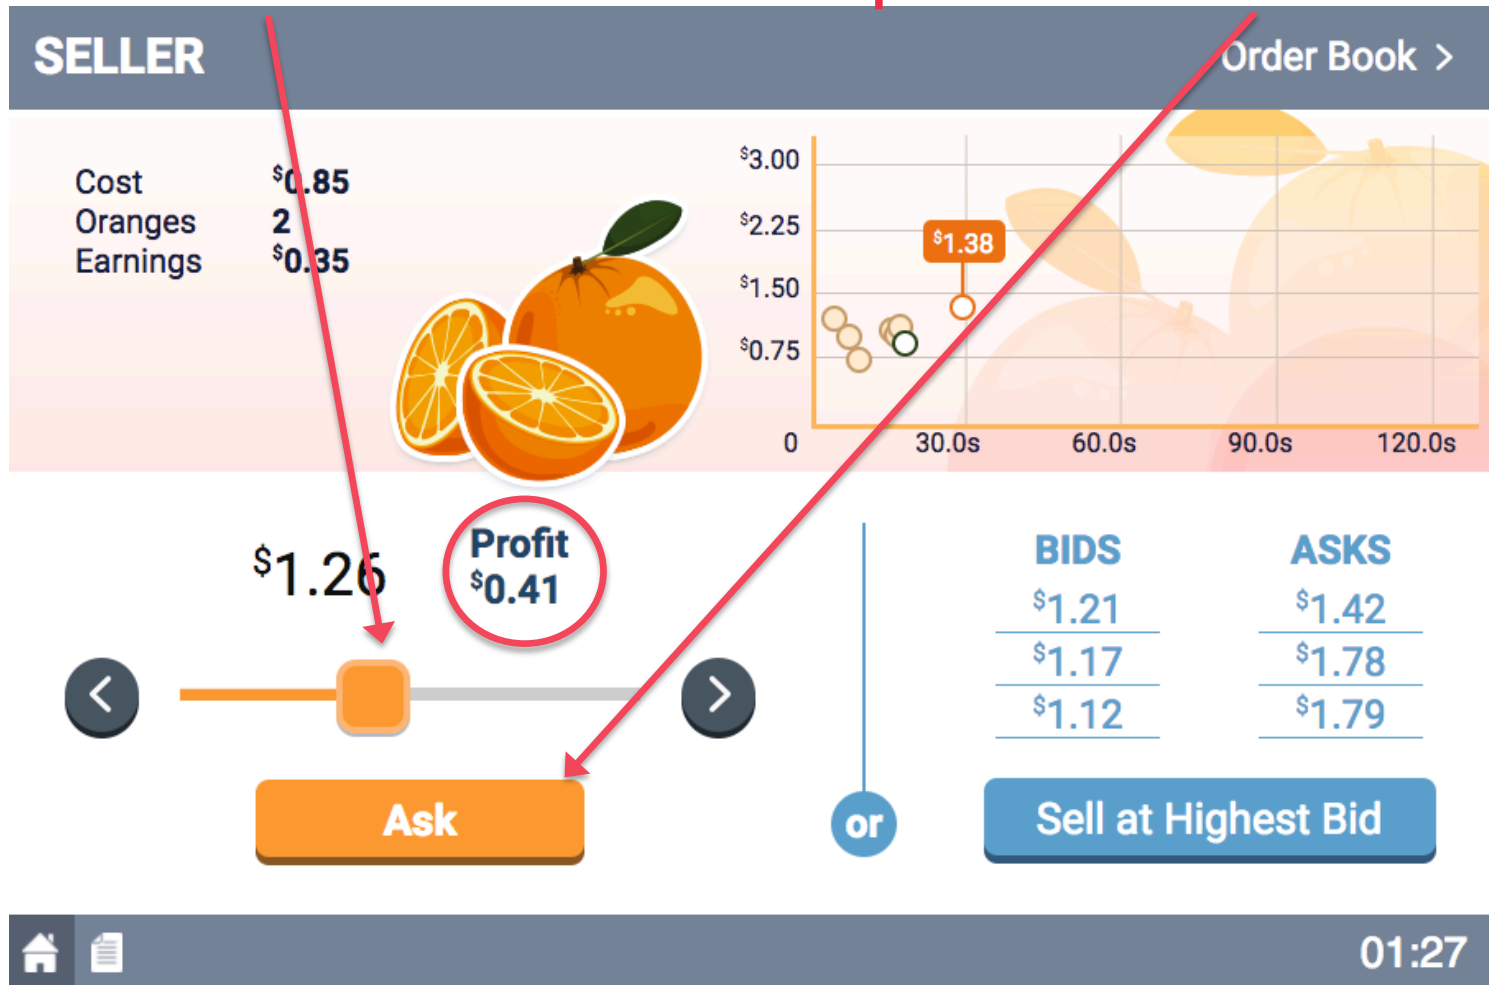 SELLER
Order Book >
Cost $0.85
Oranges 2
Earnings $0.35
$3.00
$2.25
$1.50
$0.75
$1.38
0 30.0s 60.0s 90.0s 120.0s
$1.26
Profit
$0.41
Ask
or
BIDS ASKS
$1.21 $1.42
$1.17 $1.78
$1.12 $1.79
Sell at Highest Bid
01:27